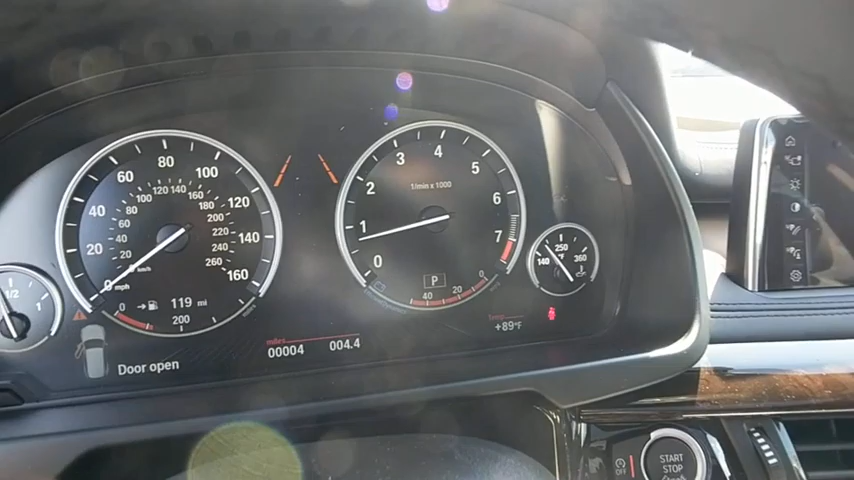 60 80 100
40 120
20 140
0 mph 160
20 40 60 80 100 120 140 160 180 200 220 240 260
km/h
0 200
119 mi
1/2 1
1/min x 1000
0 1 2 3 4 5 6 7
P
40 20 0
140 250 360
°F
miles
00004 004.4
Temp
+89°F
Door open
OFF
START
STOP